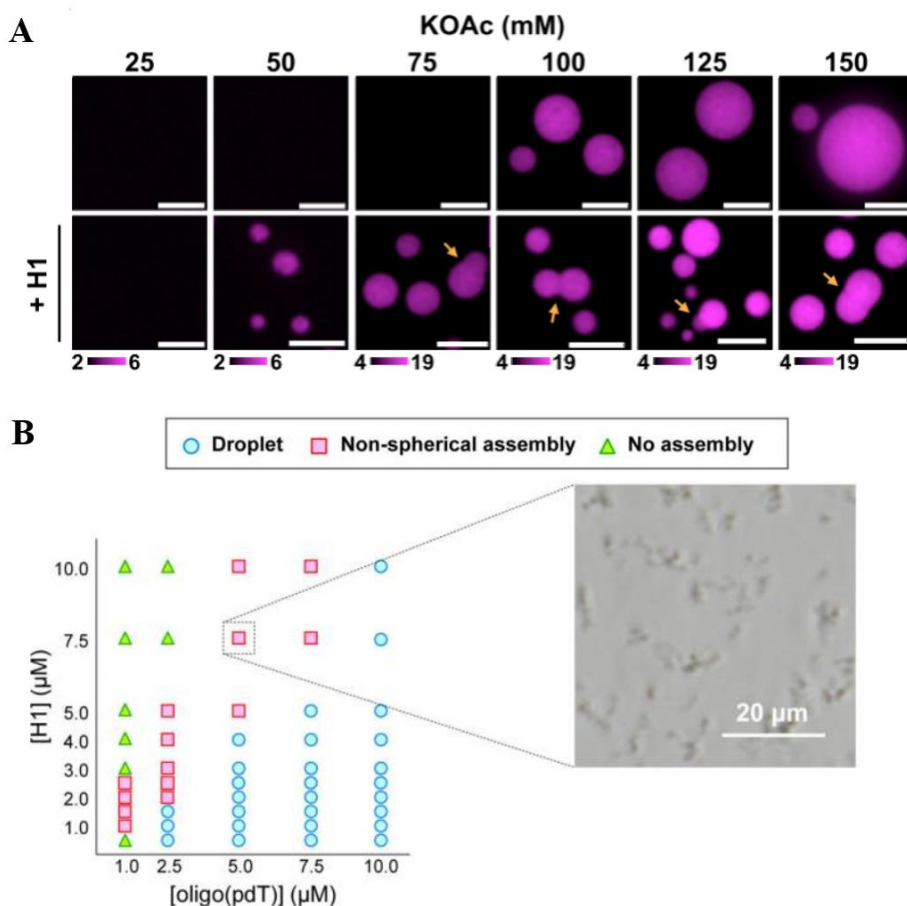 A
KOAc (mM)
25 50 75 100 125 150
+ H1
2 6 2 6 4 19 4 19 4 19 4 19
B
Droplet Non-spherical assembly No assembly
10.0
7.5
5.0
4.0
3.0
2.0
1.0
[H1] (µM)
1.0 2.5 5.0 7.5 10.0
[oligo(pdT)] (µM)
20 µm